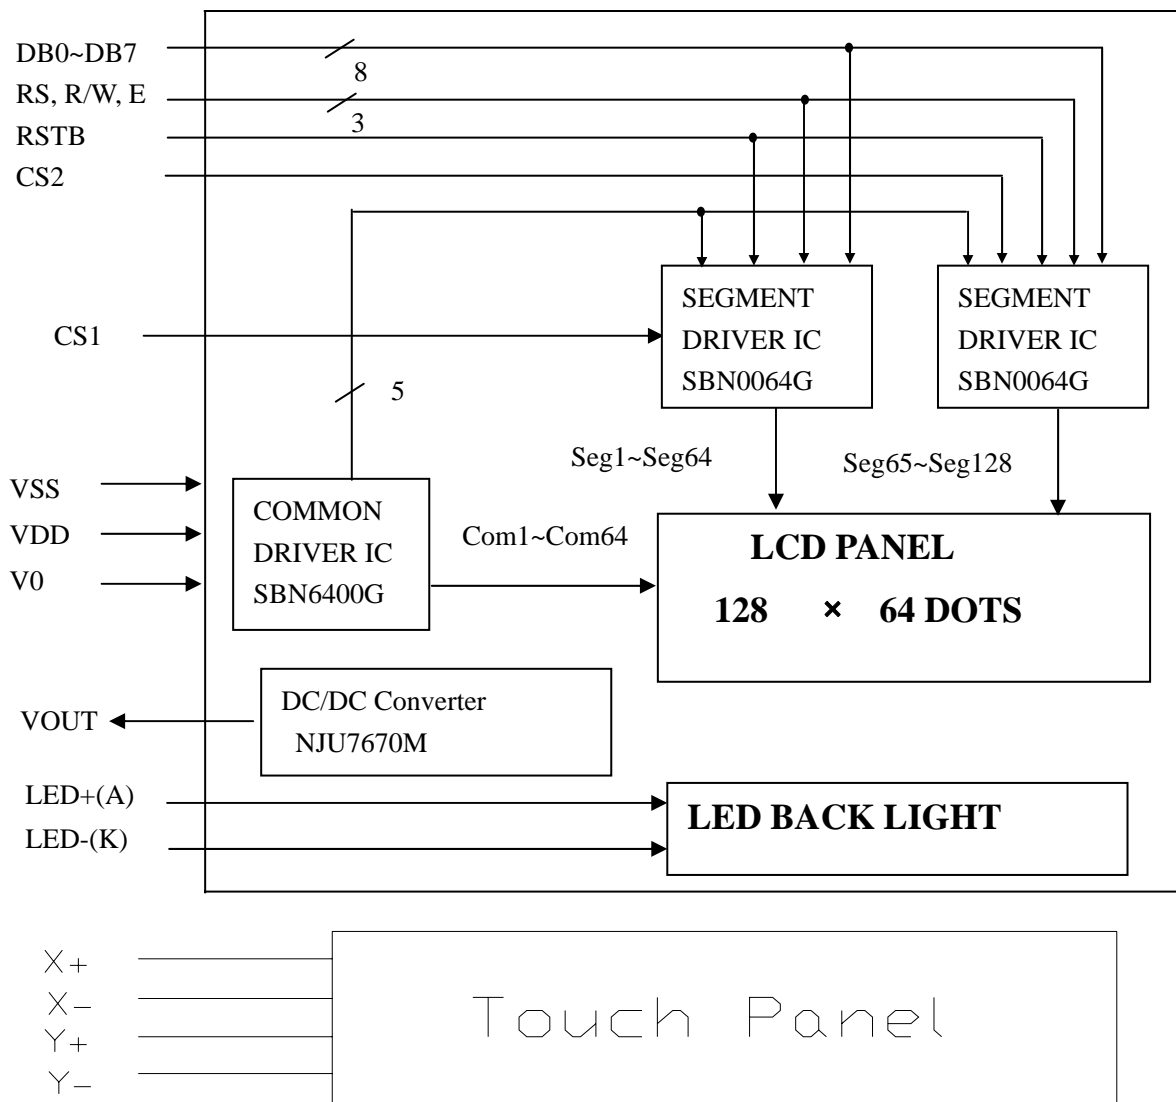 DB0~DB7
8
RS, R/W, E
3
RSTB
CS2
SEGMENT
DRIVER IC
SBN0064G
SEGMENT
DRIVER IC
SBN0064G
CS1
5
Seg1~Seg64
Seg65~Seg128
VSS
VDD
V0
COMMON
DRIVER IC
SBN6400G
Com1~Com64
LCD PANEL
128 × 64 DOTS
VOUT
DC/DC Converter
NJU7670M
LED+(A)
LED-(K)
LED BACK LIGHT
X+
X-
Y+
Y-
Touch Panel